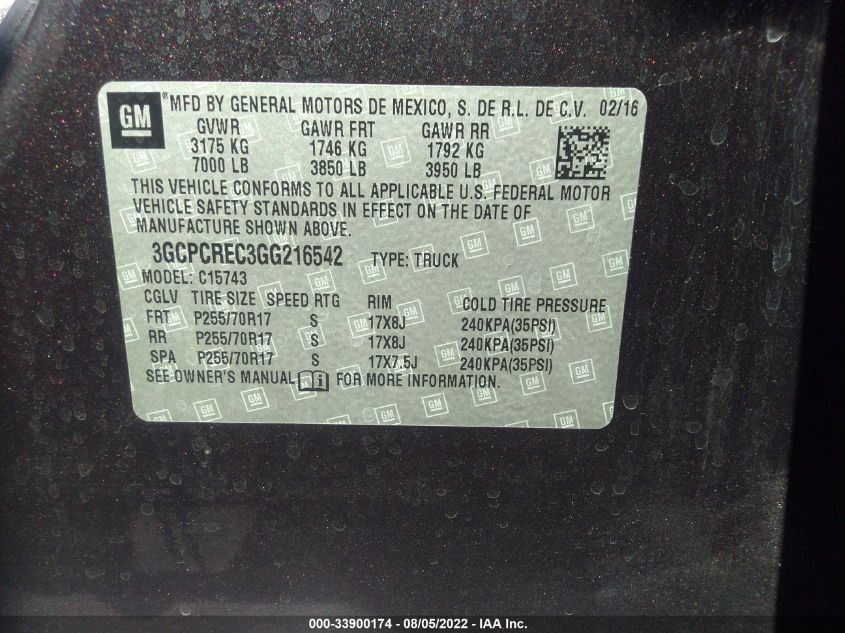 GM ® MFD BY GENERAL MOTORS DE MEXICO, S. DE R.L. DE C.V. 02/16
GVWR GAWR FRT GAWR RR
3175 KG 1746 KG 1792 KG
7000 LB 3850 LB 3950 LB
THIS VEHICLE CONFORMS TO ALL APPLICABLE U.S. FEDERAL MOTOR
VEHICLE SAFETY STANDARDS IN EFFECT ON THE DATE OF
MANUFACTURE SHOWN ABOVE.
3GCPCREC3GG216542 TYPE: TRUCK
MODEL: C15743
CGLV TIRE SIZE SPEED RTG RIM COLD TIRE PRESSURE
FRT P255/70R17 S 17X8J 240KPA(35PSI)
RR P255/70R17 S 17X8J 240KPA(35PSI)
SPA P255/70R17 S 17X7.5J 240KPA(35PSI)
SEE OWNER'S MANUAL FOR MORE INFORMATION.
000-33900174 - 08/05/2022 - IAA Inc.